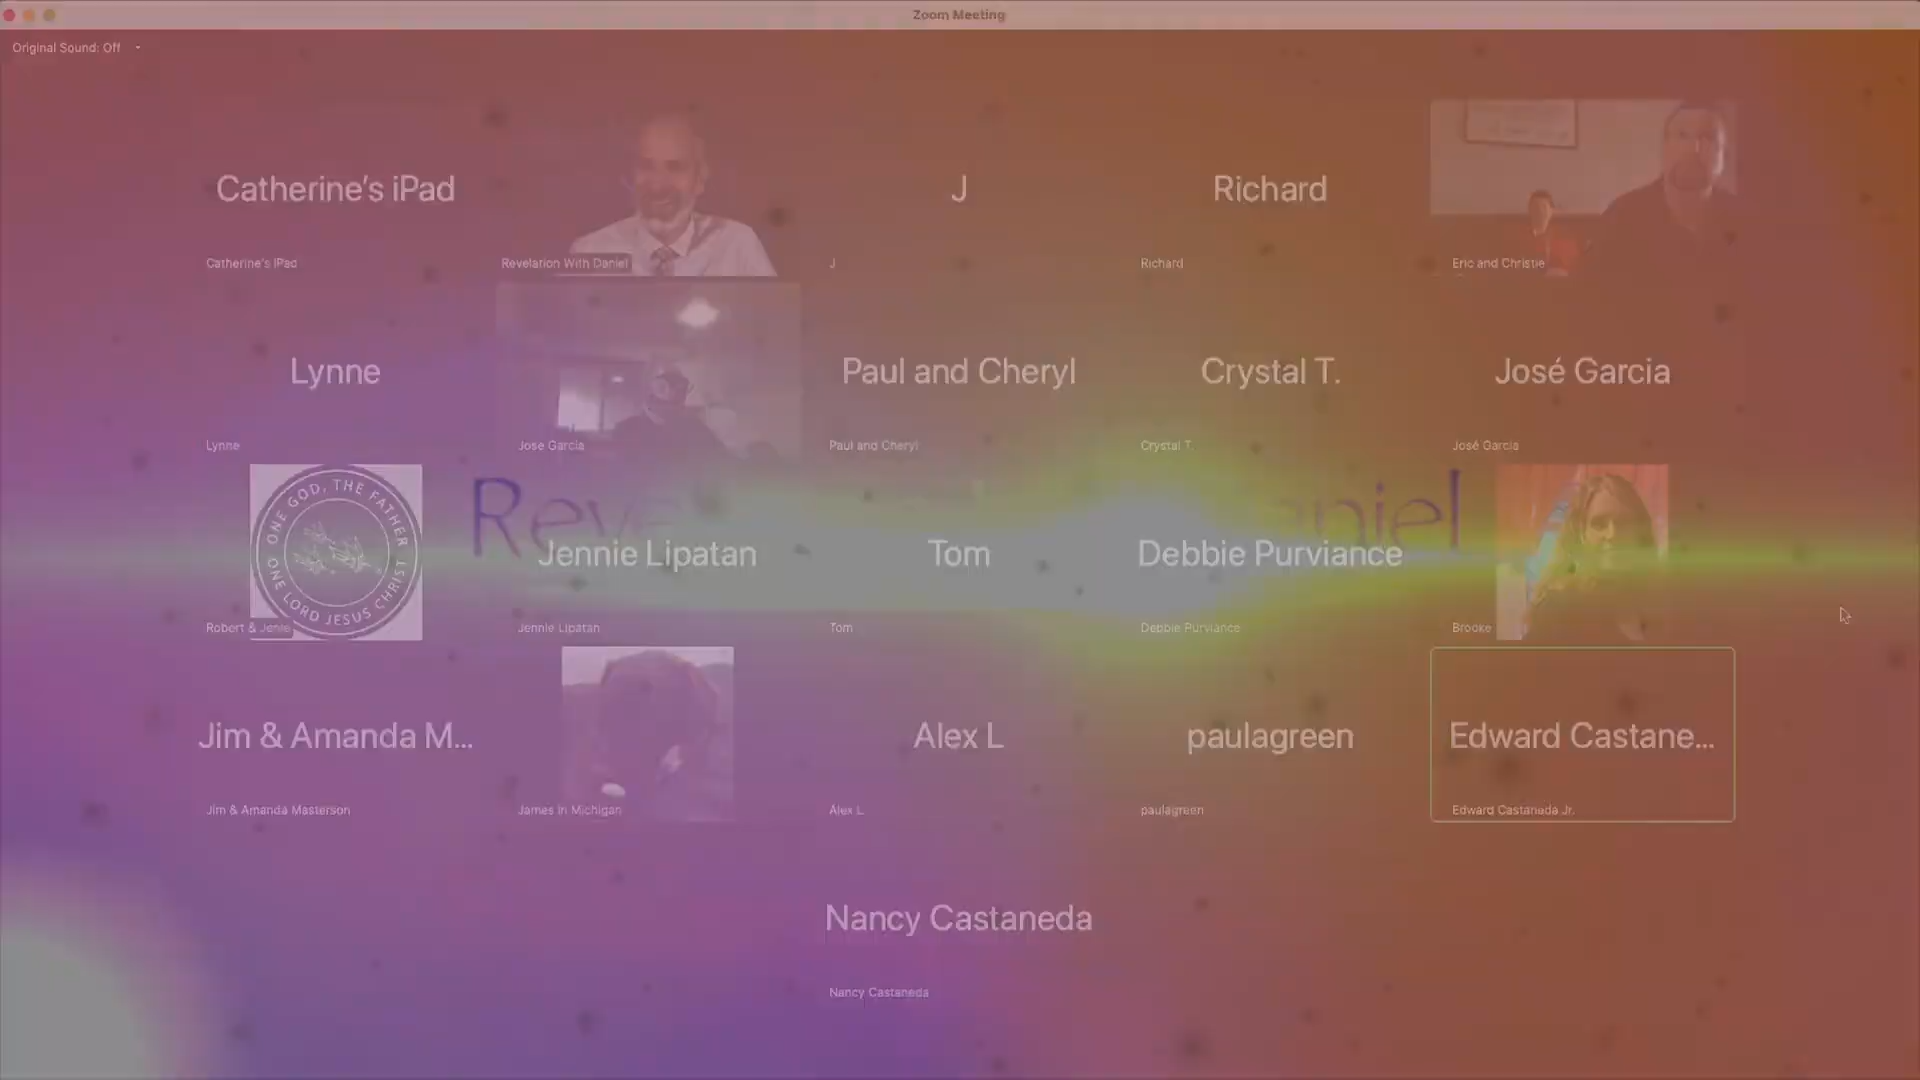 Zoom Meeting
Original Sound: Off
Catherine's iPad
J
Richard
Catherine's iPad
Revelation With Daniel
J
Richard
Eric and Christie
Lynne
Paul and Cheryl
Crystal T.
José Garcia
Lynne
Jose Garcia
Paul and Cheryl
Crystal T.
José Garcia
ONE GOD, THE FATHER
ONE LORD JESUS CHRIST
Jennie Lipatan
Tom
Debbie Purviance
Robert & Jenie
Jennie Lipatan
Tom
Debbie Purviance
Brooke
Jim & Amanda M...
Alex L
paulagreen
Edward Castane...
Jim & Amanda Masterson
James in Michigan
Alex L
paulagreen
Edward Castaneda Jr.
Nancy Castaneda
Nancy Castaneda